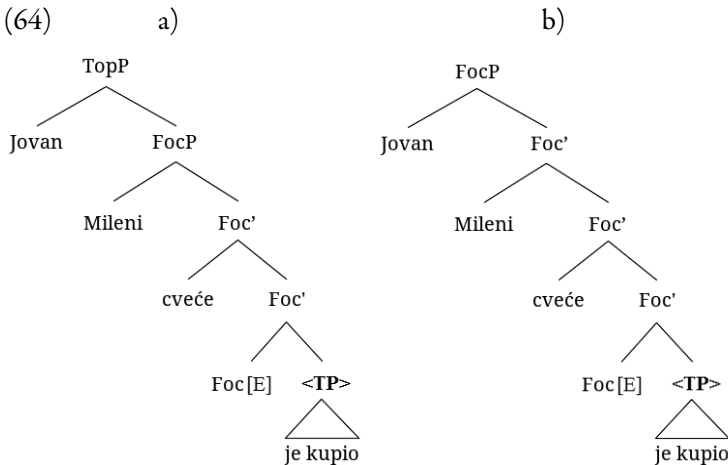 (64) a) b)
TopP FocP
Jovan FocP Jovan Foc’
Mileni Foc’ Mileni Foc’
cveće Foc' cveće Foc'
Foc[E] <TP> Foc[E] <TP>
je kupio je kupio